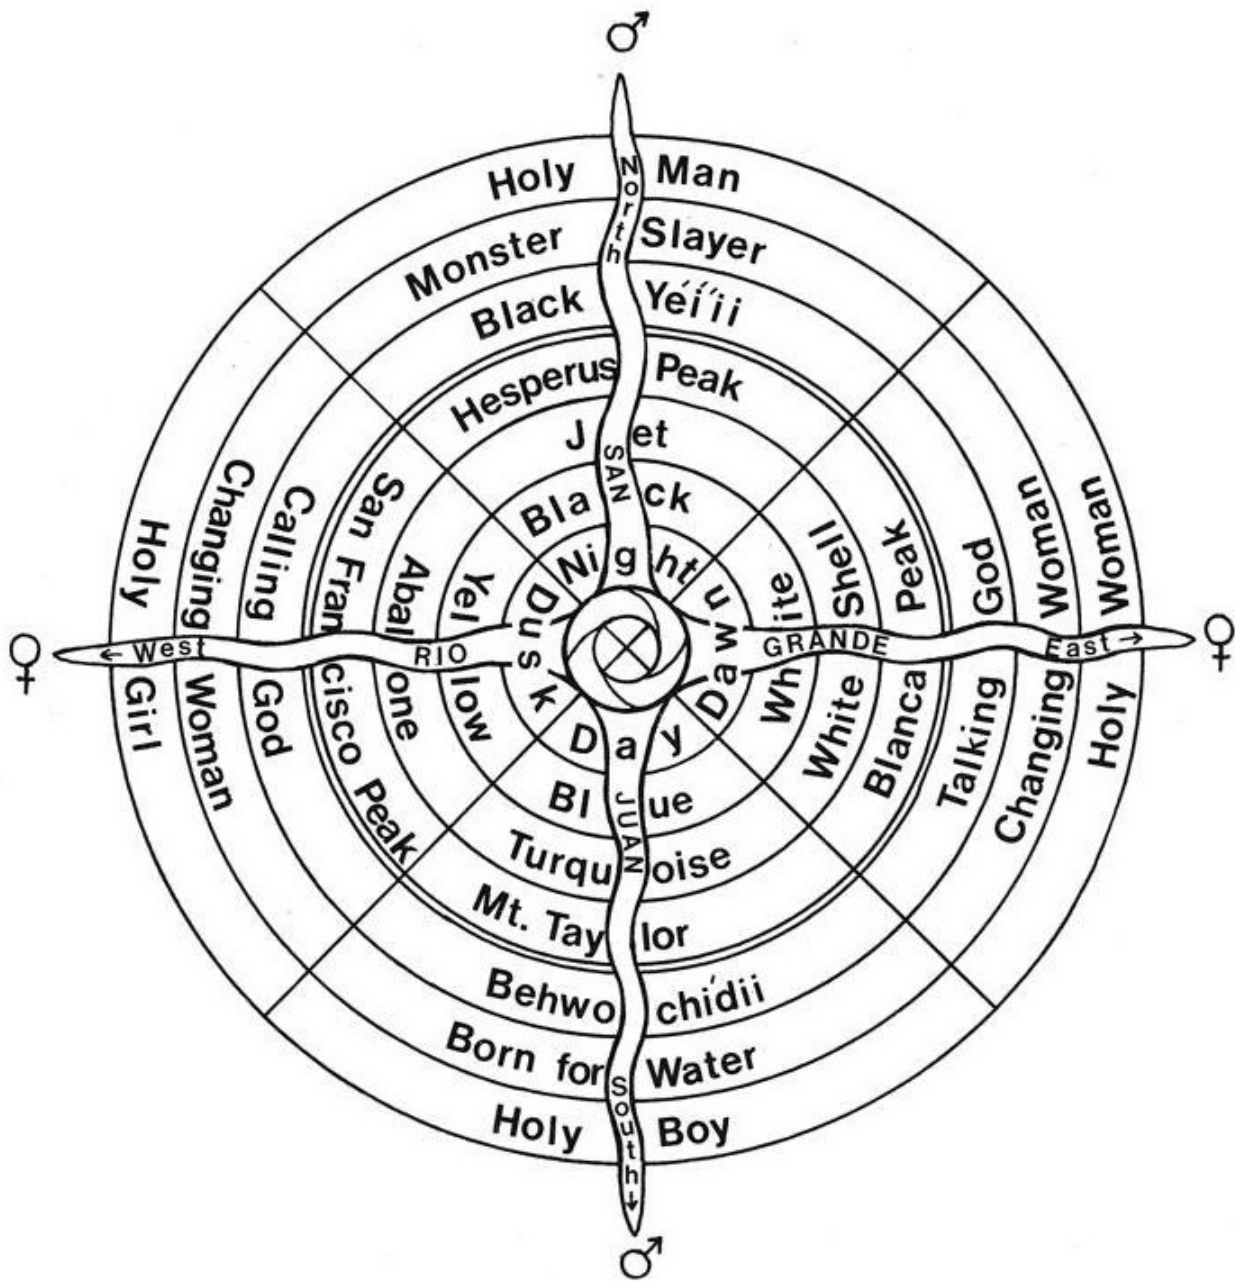 ♂
North
Holy Man
Monster Slayer
Black Yéí'ii
Hesperus Peak
Jet
Black
Night
SAN
Holy Woman
Changing Woman
Talking God
Blanca Peak
White Shell
White
Dawn
GRANDE
East →
♀
Day
Blue
Turquoise
Mt. Taylor
Behwochídii
Born for Water
Holy Boy
JUAN
South →
♂
Dusk
Yellow
Abalone
San Francisco Peak
Calling God
Changing Woman
Holy Girl
RIO
← West
♀